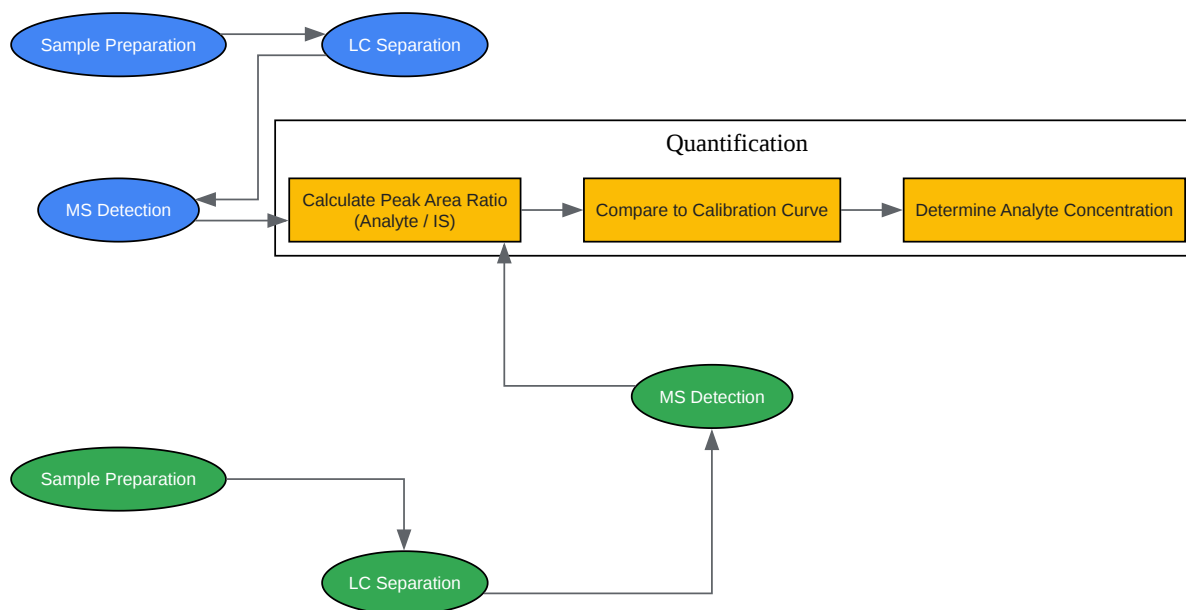 Sample Preparation
LC Separation
Quantification
MS Detection
Calculate Peak Area Ratio
(Analyte / IS)
Compare to Calibration Curve
Determine Analyte Concentration
MS Detection
Sample Preparation
LC Separation